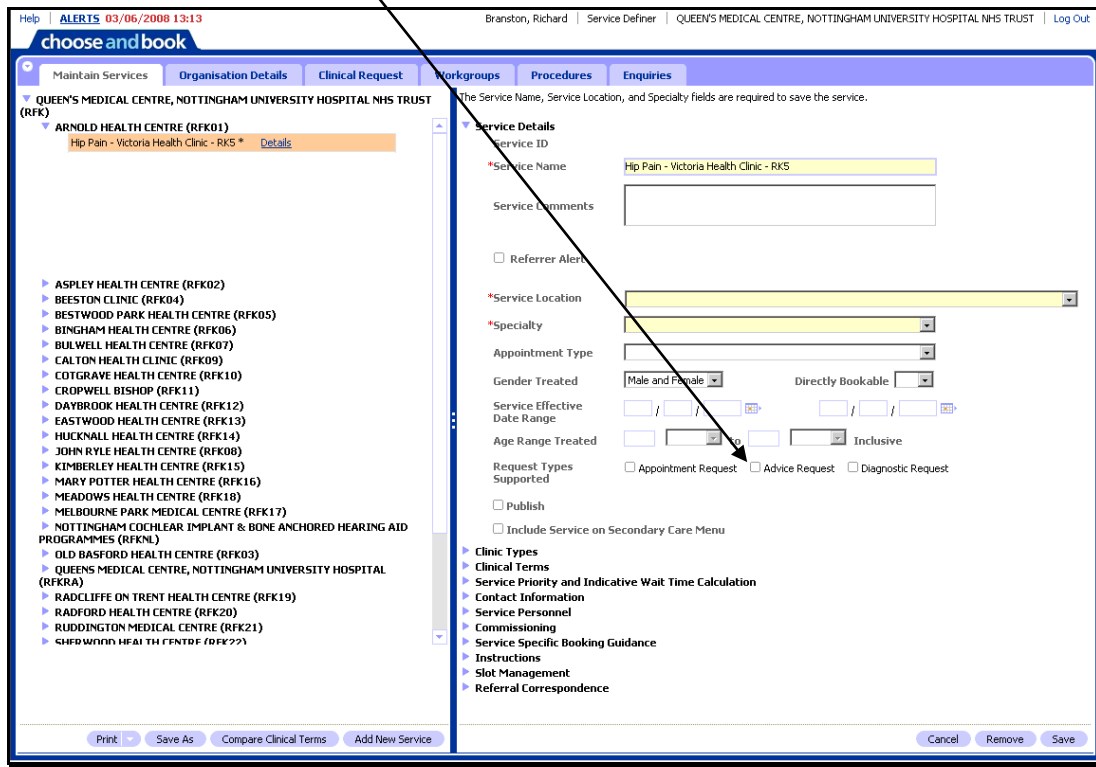 Help | ALERTS 03/06/2008 13:13 Branston, Richard | Service Definer | QUEEN'S MEDICAL CENTRE, NOTTINGHAM UNIVERSITY HOSPITAL NHS TRUST | Log Out
choose and book
Maintain Services Organisation Details Clinical Request Workgroups Procedures Enquiries
QUEEN'S MEDICAL CENTRE, NOTTINGHAM UNIVERSITY HOSPITAL NHS TRUST
(RFK)
ARNOLD HEALTH CENTRE (RFK01)
Hip Pain - Victoria Health Clinic - RK5 * Details
ASPLEY HEALTH CENTRE (RFK02)
BEESTON CLINIC (RFK04)
BESTWOOD PARK HEALTH CENTRE (RFK05)
BINGHAM HEALTH CENTRE (RFK06)
BULWELL HEALTH CENTRE (RFK07)
CALTON HEALTH CLINIC (RFK09)
COTGRAVE HEALTH CENTRE (RFK10)
CROPWELL BISHOP (RFK11)
DAYBROOK HEALTH CENTRE (RFK12)
EASTWOOD HEALTH CENTRE (RFK13)
HUCKNALL HEALTH CENTRE (RFK14)
JOHN RYLE HEALTH CENTRE (RFK08)
KIMBERLEY HEALTH CENTRE (RFK15)
MARY POTTER HEALTH CENTRE (RFK16)
MEADOWS HEALTH CENTRE (RFK18)
MELBOURNE PARK MEDICAL CENTRE (RFK17)
NOTTINGHAM COCHLEAR IMPLANT & BONE ANCHORED HEARING AID
PROGRAMMES (RFKNL)
OLD BASFORD HEALTH CENTRE (RFK03)
QUEENS MEDICAL CENTRE, NOTTINGHAM UNIVERSITY HOSPITAL
(RFKRA)
RADCLIFFE ON TRENT HEALTH CENTRE (RFK19)
RADFORD HEALTH CENTRE (RFK20)
RUDDINGTON MEDICAL CENTRE (RFK21)
SHERWOOD HEALTH CENTRE (RFK22)
Print Save As Compare Clinical Terms Add New Service
The Service Name, Service Location, and Specialty fields are required to save the service.
Service Details
Service ID
*Service Name Hip Pain - Victoria Health Clinic - RK5
Service Comments
Referrer Alert
*Service Location
*Specialty
Appointment Type
Gender Treated Male and Female Directly Bookable
Service Effective / / / /
Date Range
Age Range Treated to Inclusive
Request Types Appointment Request Advice Request Diagnostic Request
Supported
Publish
Include Service on Secondary Care Menu
Clinic Types
Clinical Terms
Service Priority and Indicative Wait Time Calculation
Contact Information
Service Personnel
Commissioning
Service Specific Booking Guidance
Instructions
Slot Management
Referral Correspondence
Cancel Remove Save